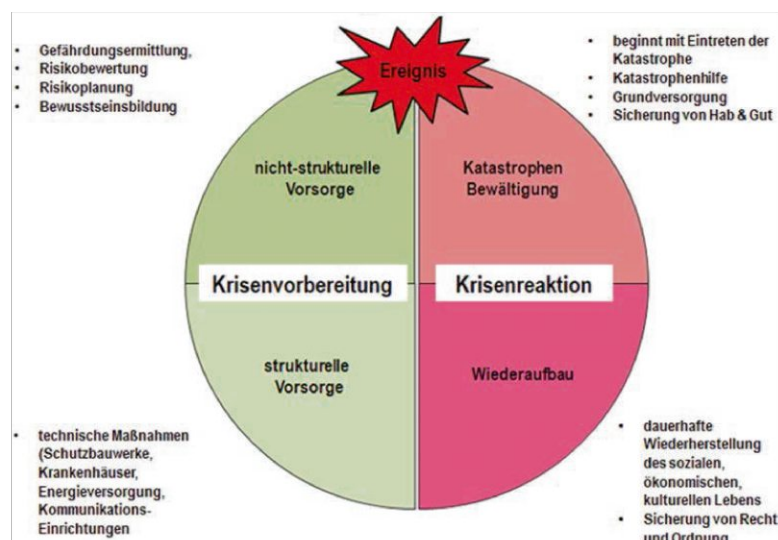 • Gefährdungsermittlung,
• Risikobewertung
• Risikoplanung
• Bewusstseinsbildung
Ereignis
• beginnt mit Eintreten der
Katastrophe
• Katastrophenhilfe
• Grundversorgung
• Sicherung von Hab & Gut
nicht-strukturelle
Vorsorge
Katastrophen
Bewältigung
Krisenvorbereitung
Krisenreaktion
strukturelle
Vorsorge
Wiederaufbau
• technische Maßnahmen
(Schutzbauwerke,
Krankenhäuser,
Energieversorgung,
Kommunikations-
Einrichtungen
• dauerhafte
Wiederherstellung
des sozialen,
ökonomischen,
kulturellen Lebens
• Sicherung von Recht
und Ordnung